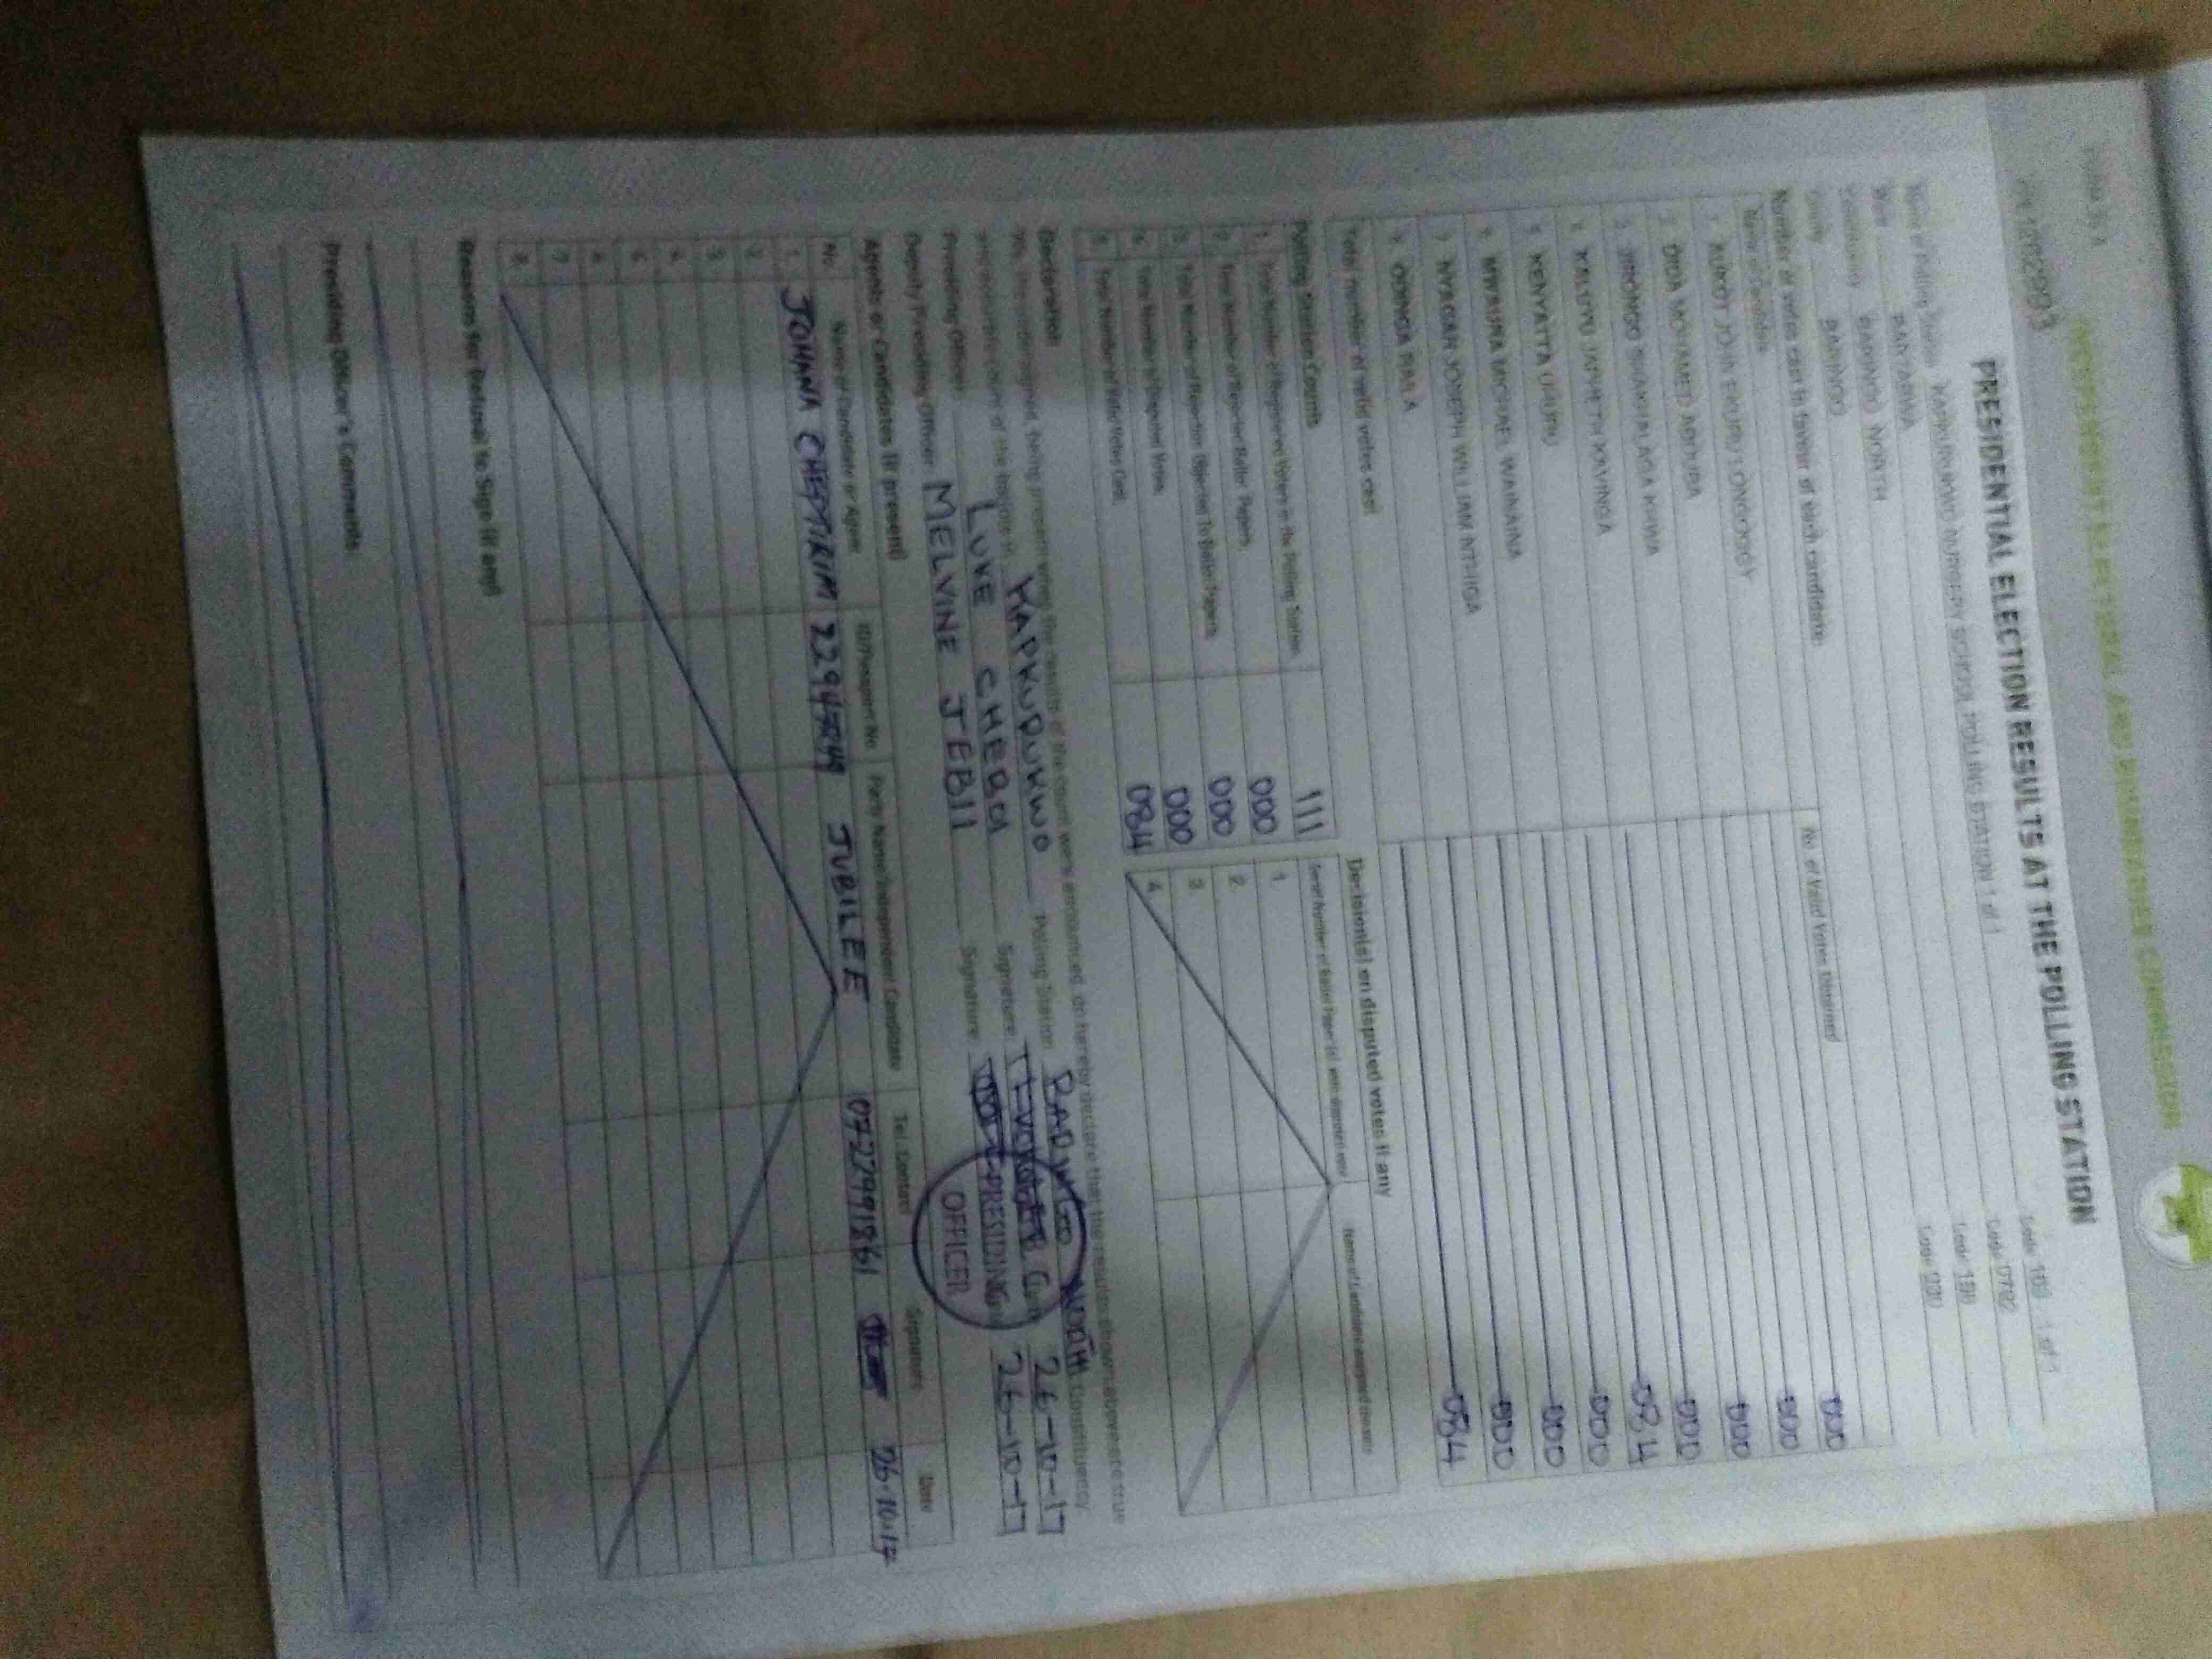 FORM 34 A
INDEPENDENT ELECTORAL AND BOUNDARIES COMMISSION
PRESIDENTIAL ELECTION RESULTS AT THE POLLING STATION
Name of Polling Station KAPKURUKWO NURSERY SCHOOL POLLING STATION 1 of 1 Code 1 of 1
Ward BANYARWA Code 0782
Constituency BARINGO NORTH Code
County BARINGO Code 030
Number of votes cast in favour of each candidate:
Name of Candidate No. of Valid Votes Obtained
1 AUKOT JOHN EKURU LONGOGGY 000
2 DIDA MOHAMED ABDUBA 000
3 JIRONGO SHAKHALAGA KHWA 000
4 KALUYU JAPHETH KAVINGA 000
5 KENYATTA UHURU 084
6 MWAURA MICHAEL WAINAINA 000
7 NYAGAH JOSEPH WILLIAM NTHIGA 000
8 ODINGA RAILA 000
Total number of valid votes cast 084
Polling Station Counts
1. Total Number of Registered Voters in the Polling Station 111
2. Total Number of Rejected Ballot Papers 000
3. Total Number of Rejection Objected To Ballot Papers 000
4. Total Number of Disputed Votes 000
5. Total Number of Valid Votes Cast 084
Decision(s) on disputed votes if any
Serial Number of Ballot Paper(s) with disputed vote Name of Candidate assigned the vote
1.
2.
3.
4.
Declaration
We, the undersigned, being present when the results of the count were announced, do hereby declare that the results shown above are true
and accurate count of the ballots in KAPKURUKWO Polling Station BARINGO NORTH Constituency.
Presiding Officer: LUKE CHEBOI Signature: 26-10-17
Deputy Presiding Officer: MELVINE JEBII Signature: 26-10-17
PRESIDING
OFFICER
Agents or Candidates (if present)
No. Name of Candidate or Agent ID/Passport No Party Name/Independent Candidate Tel. Contact Signature Date
1. JOHANA JUBILEE 26.10.17
2
3
4
5
6
7
8
Reasons for Refusal to Sign (if any)
Presiding Officer's Comments